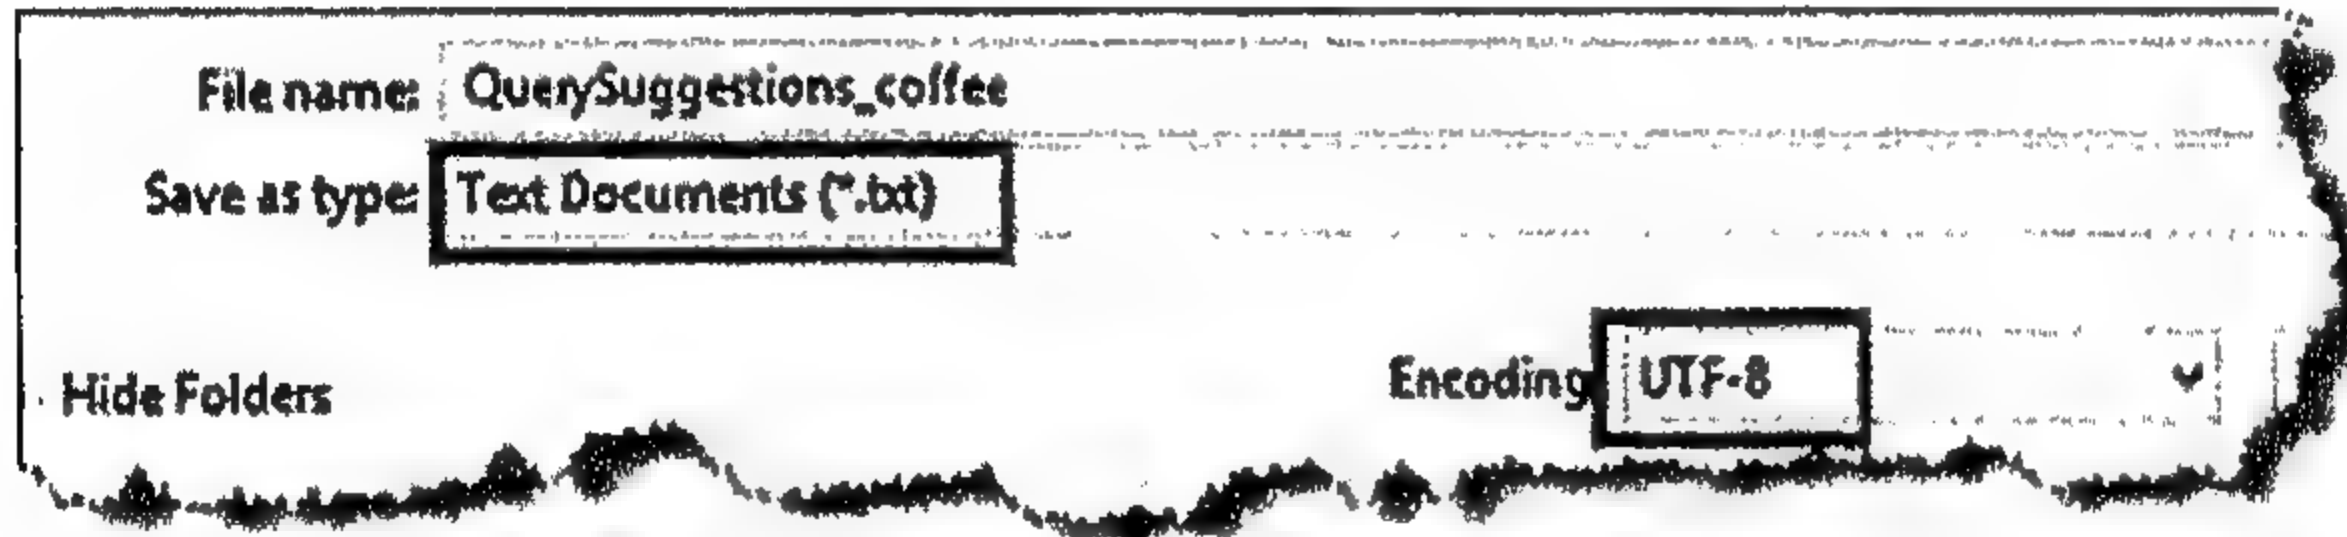 File name: QuerySuggestions_coffee
Save as type: Text Documents (*.txt)
Hide Folders
Encoding: UTF-8